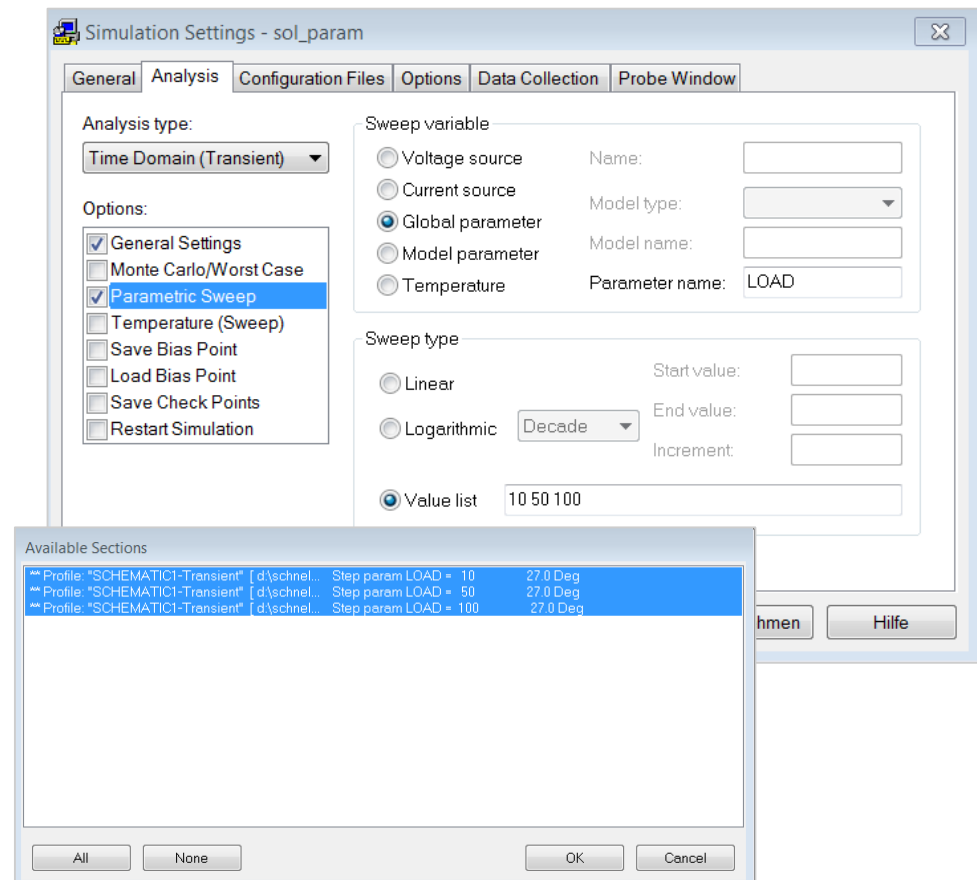 Simulation Settings - sol_param
General Analysis Configuration Files Options Data Collection Probe Window
Analysis type:
Time Domain (Transient)
Options:
General Settings
Monte Carlo/Worst Case
Parametric Sweep
Temperature (Sweep)
Save Bias Point
Load Bias Point
Save Check Points
Restart Simulation
Sweep variable
Voltage source
Current source
Global parameter
Model parameter
Temperature
Name:
Model type:
Model name:
Parameter name: LOAD
Sweep type
Linear
Logarithmic Decade
Start value:
End value:
Increment:
Value list 10 50 100
hmen Hilfe
Available Sections
** Profile: "SCHEMATIC1-Transient" [ d:\schnel... Step param LOAD = 10 27.0 Deg
** Profile: "SCHEMATIC1-Transient" [ d:\schnel... Step param LOAD = 50 27.0 Deg
** Profile: "SCHEMATIC1-Transient" [ d:\schnel... Step param LOAD = 100 27.0 Deg
All None OK Cancel